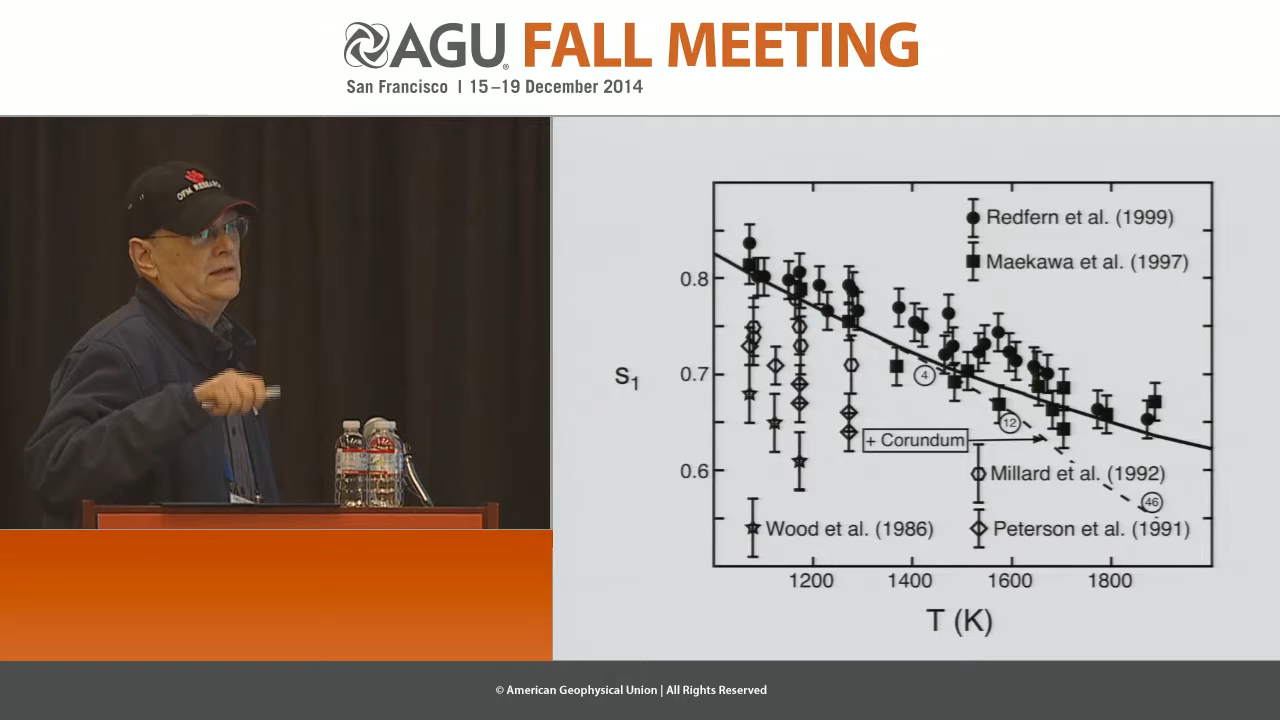 AGU FALL MEETING
San Francisco | 15–19 December 2014
OFM RESEARCH
Redfern et al. (1999)
Maekawa et al. (1997)
0.8
0.7
0.6
S1
4
12
+ Corundum
Millard et al. (1992)
46
Wood et al. (1986)
Peterson et al. (1991)
1200 1400 1600 1800
T (K)
© American Geophysical Union | All Rights Reserved